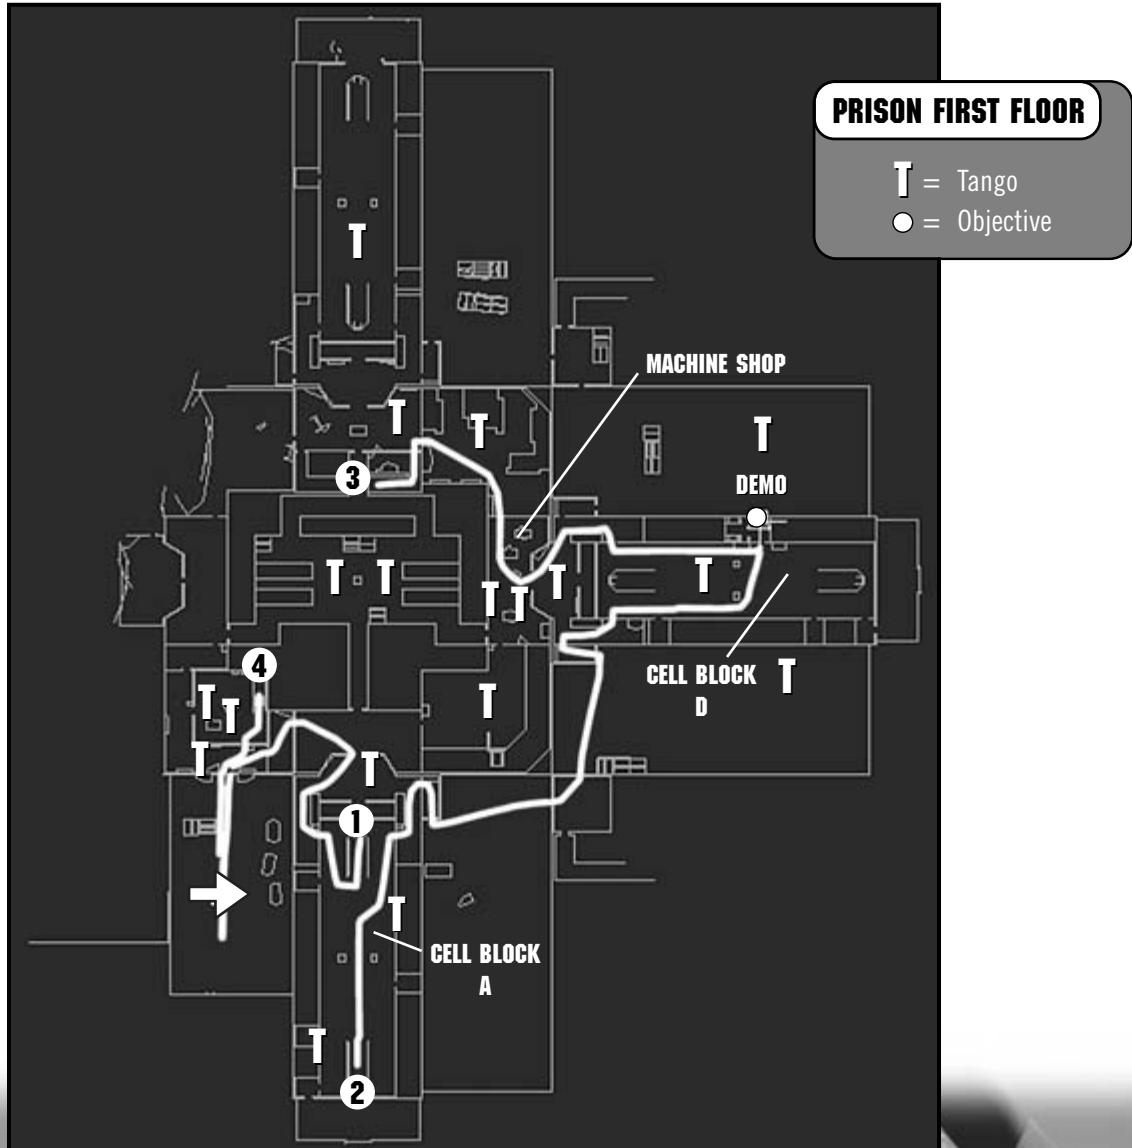 PRISON FIRST FLOOR
T = Tango
= Objective
T
MACHINE SHOP
T
T
T
3
DEMO
T
T
T
T
T
T
4
CELL BLOCK
D
T
T
T
T
T
T
1
T
CELL BLOCK
A
T
2